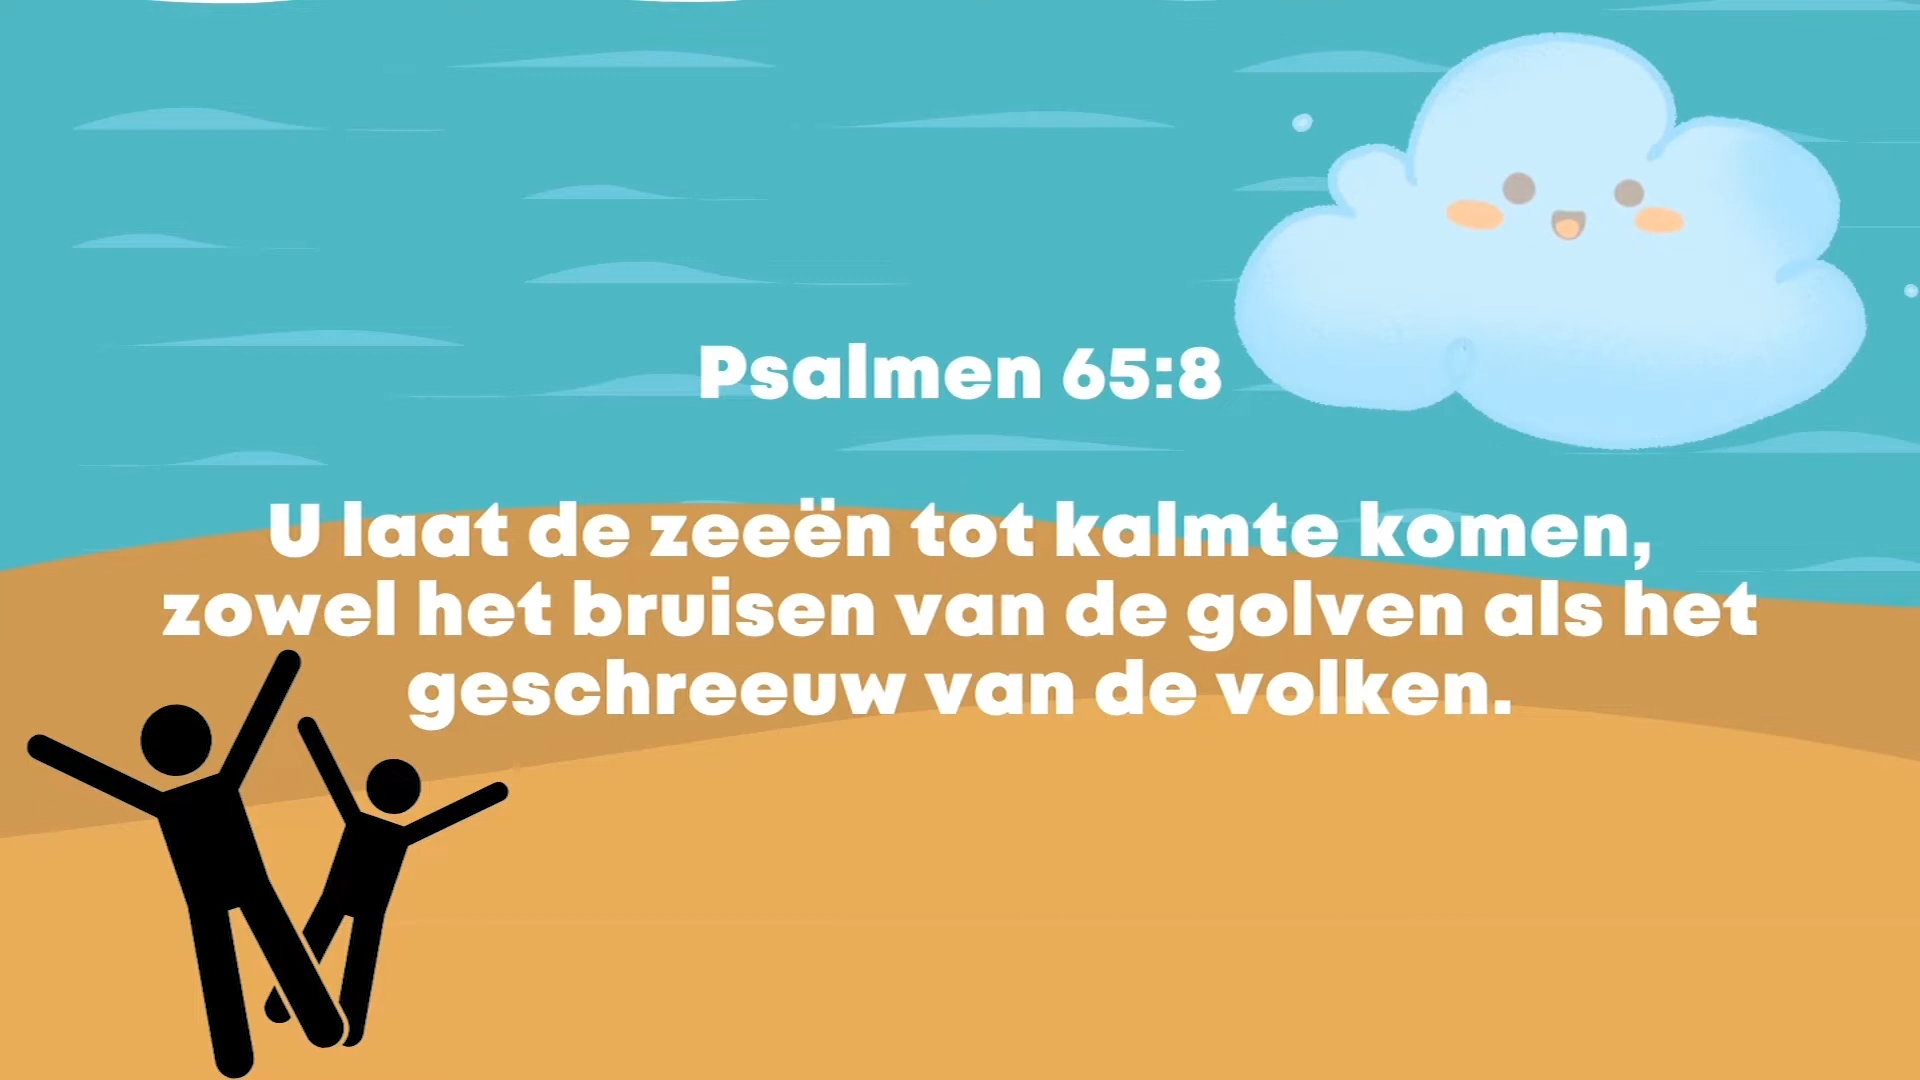 Psalmen 65:8
U laat de zeeën tot kalmte komen,
zowel het bruisen van de golven als het
geschreeuw van de volken.